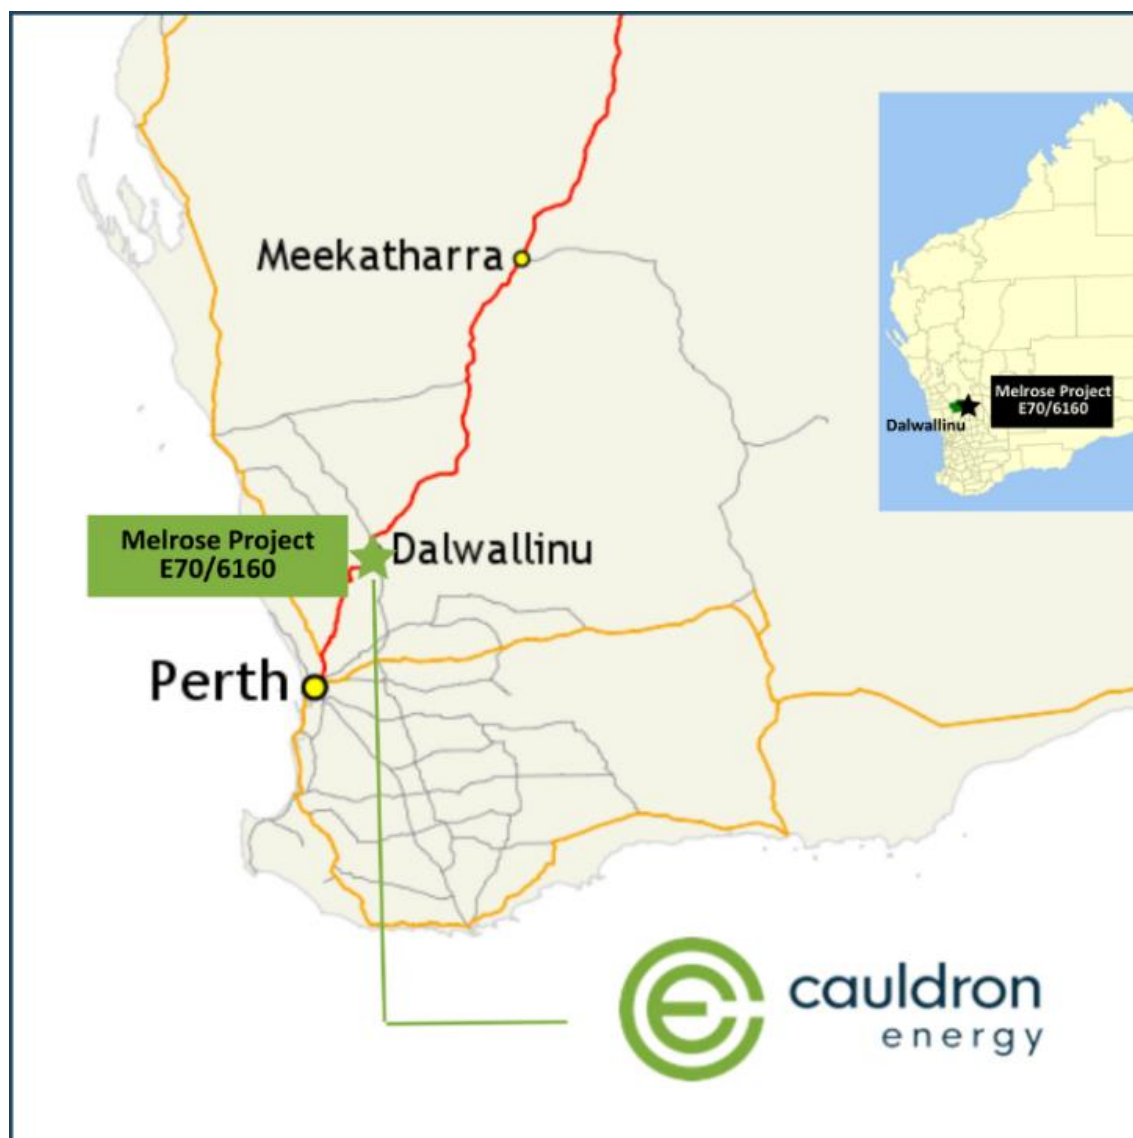 Meekatharra
Melrose Project
E70/6160
Dalwallinu
Melrose Project
E70/6160
Dalwallinu
Perth
cauldron
energy